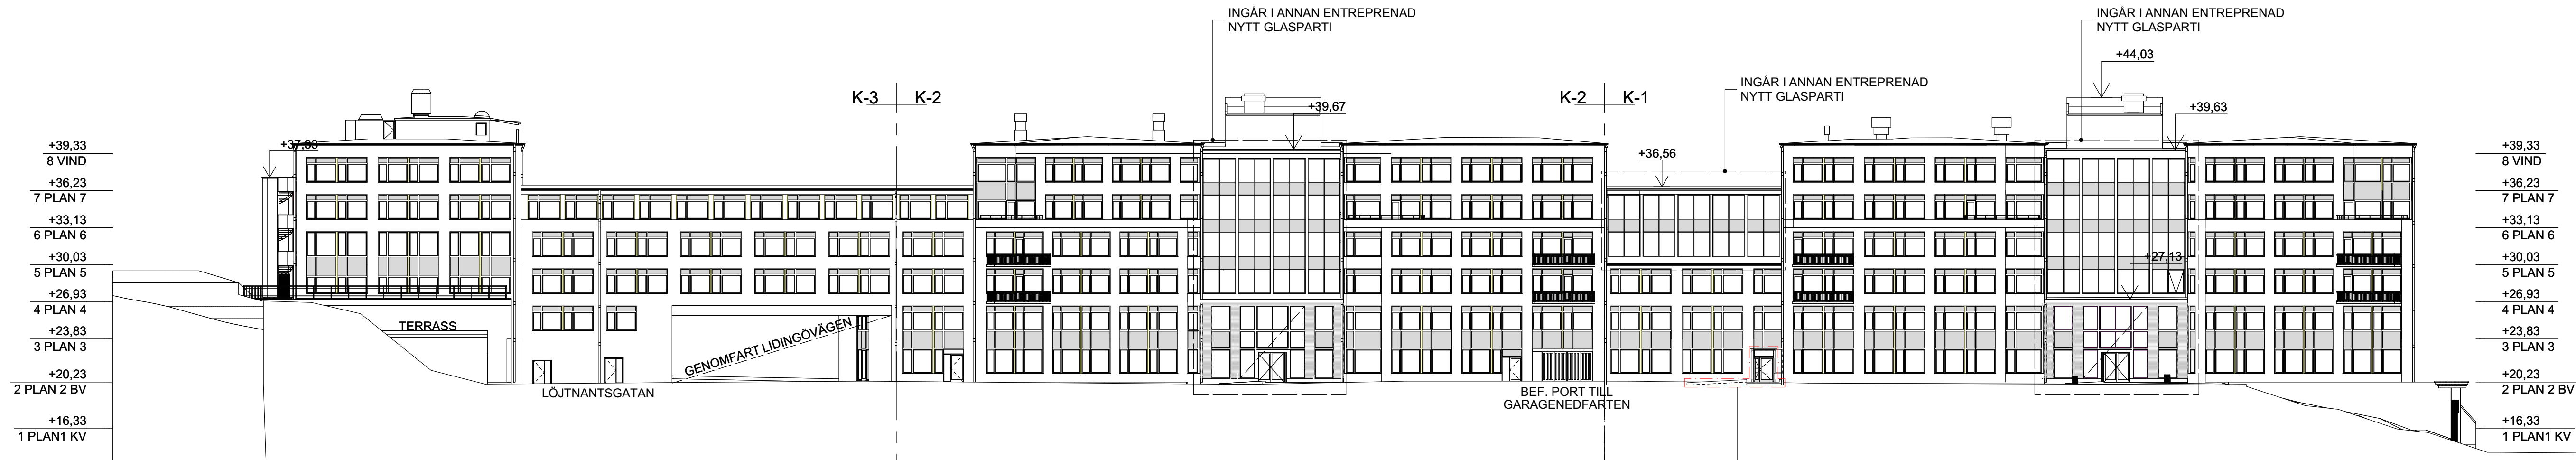 INGÅR I ANNAN ENTREPRENAD
NYTT GLASPARTI
INGÅR I ANNAN ENTREPRENAD
NYTT GLASPARTI
+44,03
INGÅR I ANNAN ENTREPRENAD
NYTT GLASPARTI
K-3
K-2
K-2
K-1
+39,67
+39,63
+37,33
+36,56
+27,13
+39,33
8 VIND
+36,23
7 PLAN 7
+33,13
6 PLAN 6
+30,03
5 PLAN 5
+26,93
4 PLAN 4
+23,83
3 PLAN 3
+20,23
2 PLAN 2 BV
+16,33
1 PLAN1 KV
TERRASS
GENOMFART LIDINGÖVÄGEN
LÖJTNANTSGATAN
BEF. PORT TILL
GARAGENEDFARTEN
+39,33
8 VIND
+36,23
7 PLAN 7
+33,13
6 PLAN 6
+30,03
5 PLAN 5
+26,93
4 PLAN 4
+23,83
3 PLAN 3
+20,23
2 PLAN 2 BV
+16,33
1 PLAN1 KV